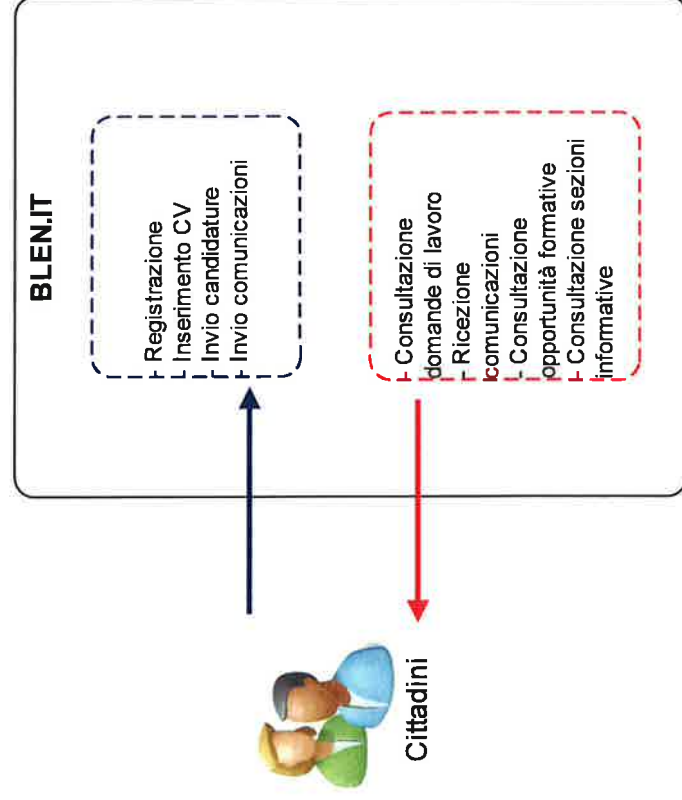 BLEN.IT
- Registrazione
- Inserimento CV
- Invio candidature
- Invio comunicazioni
- Consultazione
domande di lavoro
- Ricezione
comunicazioni
- Consultazione
opportunità formative
- Consultazione sezioni
informative
Cittadini